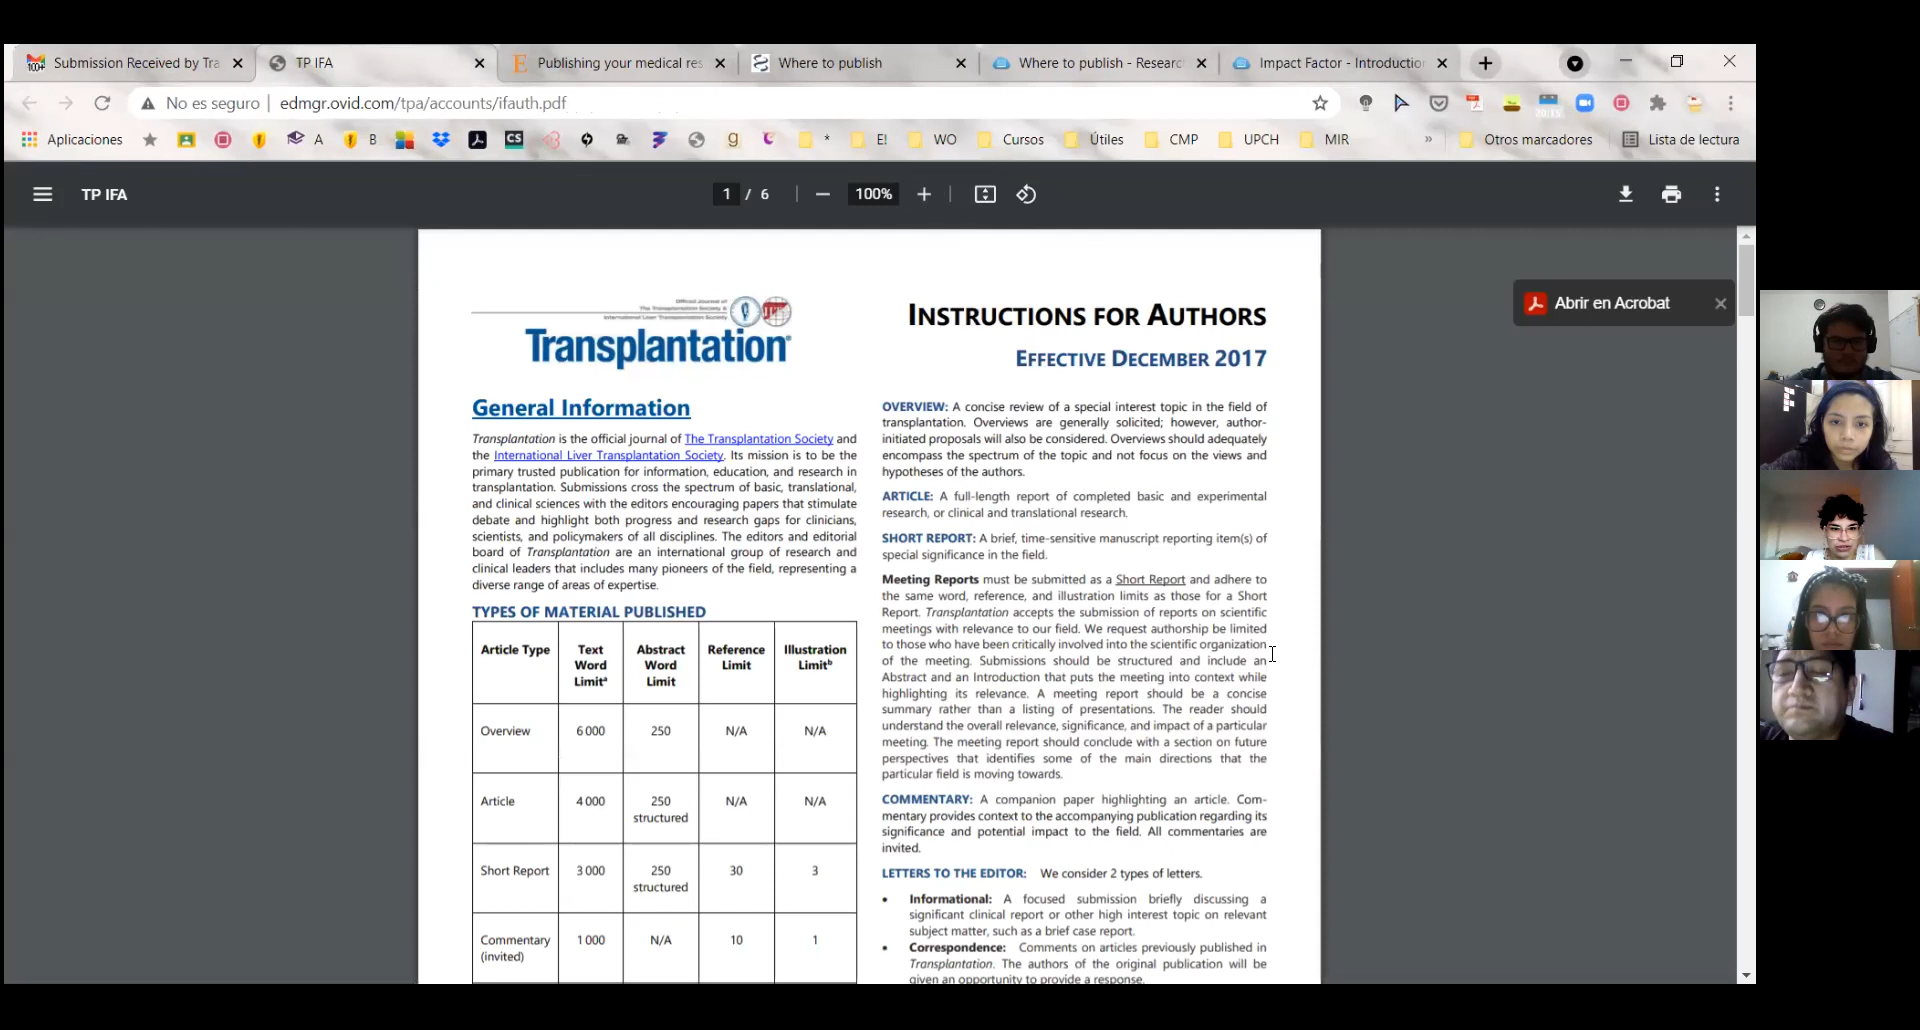 Submission Received by Tra
TP IFA
Publishing your medical res
Where to publish
Where to publish - Researc
Impact Factor - Introduction
No es seguro
edmgr.ovid.com/tpa/accounts/ifauth.pdf
Aplicaciones
A
B
*
E!
WO
Cursos
Útiles
CMP
UPCH
MIR
»
Otros marcadores
Lista de lectura
TP IFA
1 / 6
100%
Abrir en Acrobat
Official Journal of
The Transplantation Society &
International Liver Transplantation Society
Transplantation
INSTRUCTIONS FOR AUTHORS
EFFECTIVE DECEMBER 2017
General Information
Transplantation is the official journal of The Transplantation Society and
the International Liver Transplantation Society. Its mission is to be the
primary trusted publication for information, education, and research in
transplantation. Submissions cross the spectrum of basic, translational,
and clinical sciences with the editors encouraging papers that stimulate
debate and highlight both progress and research gaps for clinicians,
scientists, and policymakers of all disciplines. The editors and editorial
board of Transplantation are an international group of research and
clinical leaders that includes many pioneers of the field, representing a
diverse range of areas of expertise.
TYPES OF MATERIAL PUBLISHED
Article Type Text Word Limitᵃ Abstract Word Limit Reference Limit Illustration Limitᵇ
Overview 6 000 250 N/A N/A
Article 4 000 250 structured N/A N/A
Short Report 3 000 250 structured 30 3
Commentary (invited) 1 000 N/A 10 1
OVERVIEW: A concise review of a special interest topic in the field of
transplantation. Overviews are generally solicited; however, author-
initiated proposals will also be considered. Overviews should adequately
encompass the spectrum of the topic and not focus on the views and
hypotheses of the authors.
ARTICLE: A full-length report of completed basic and experimental
research, or clinical and translational research.
SHORT REPORT: A brief, time-sensitive manuscript reporting item(s) of
special significance in the field.
Meeting Reports must be submitted as a Short Report and adhere to
the same word, reference, and illustration limits as those for a Short
Report. Transplantation accepts the submission of reports on scientific
meetings with relevance to our field. We request authorship be limited
to those who have been critically involved into the scientific organization
of the meeting. Submissions should be structured and include an
Abstract and an Introduction that puts the meeting into context while
highlighting its relevance. A meeting report should be a concise
summary rather than a listing of presentations. The reader should
understand the overall relevance, significance, and impact of a particular
meeting. The meeting report should conclude with a section on future
perspectives that identifies some of the main directions that the
particular field is moving towards.
COMMENTARY: A companion paper highlighting an article. Com-
mentary provides context to the accompanying publication regarding its
significance and potential impact to the field. All commentaries are
invited.
LETTERS TO THE EDITOR: We consider 2 types of letters.
• Informational: A focused submission briefly discussing a
significant clinical report or other high interest topic on relevant
subject matter, such as a brief case report.
• Correspondence: Comments on articles previously published in
Transplantation. The authors of the original publication will be
given an opportunity to provide a response.